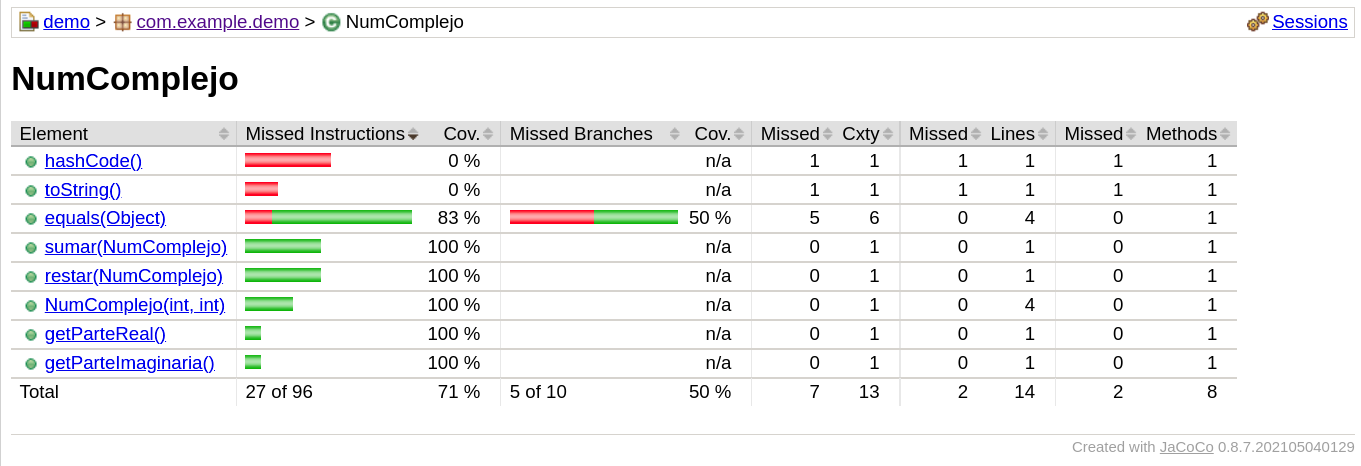 demo > com.example.demo > NumComplejo Sessions
NumComplejo
Element Missed Instructions Cov. Missed Branches Cov. Missed Cxty Missed Lines Missed Methods
hashCode() 0 % n/a 1 1 1 1 1 1
toString() 0 % n/a 1 1 1 1 1 1
equals(Object) 83 % 50 % 5 6 0 4 0 1
sumar(NumComplejo) 100 % n/a 0 1 0 1 0 1
restar(NumComplejo) 100 % n/a 0 1 0 1 0 1
NumComplejo(int, int) 100 % n/a 0 1 0 4 0 1
getParteReal() 100 % n/a 0 1 0 1 0 1
getParteImaginaria() 100 % n/a 0 1 0 1 0 1
Total 27 of 96 71 % 5 of 10 50 % 7 13 2 14 2 8
Created with JaCoCo 0.8.7.202105040129